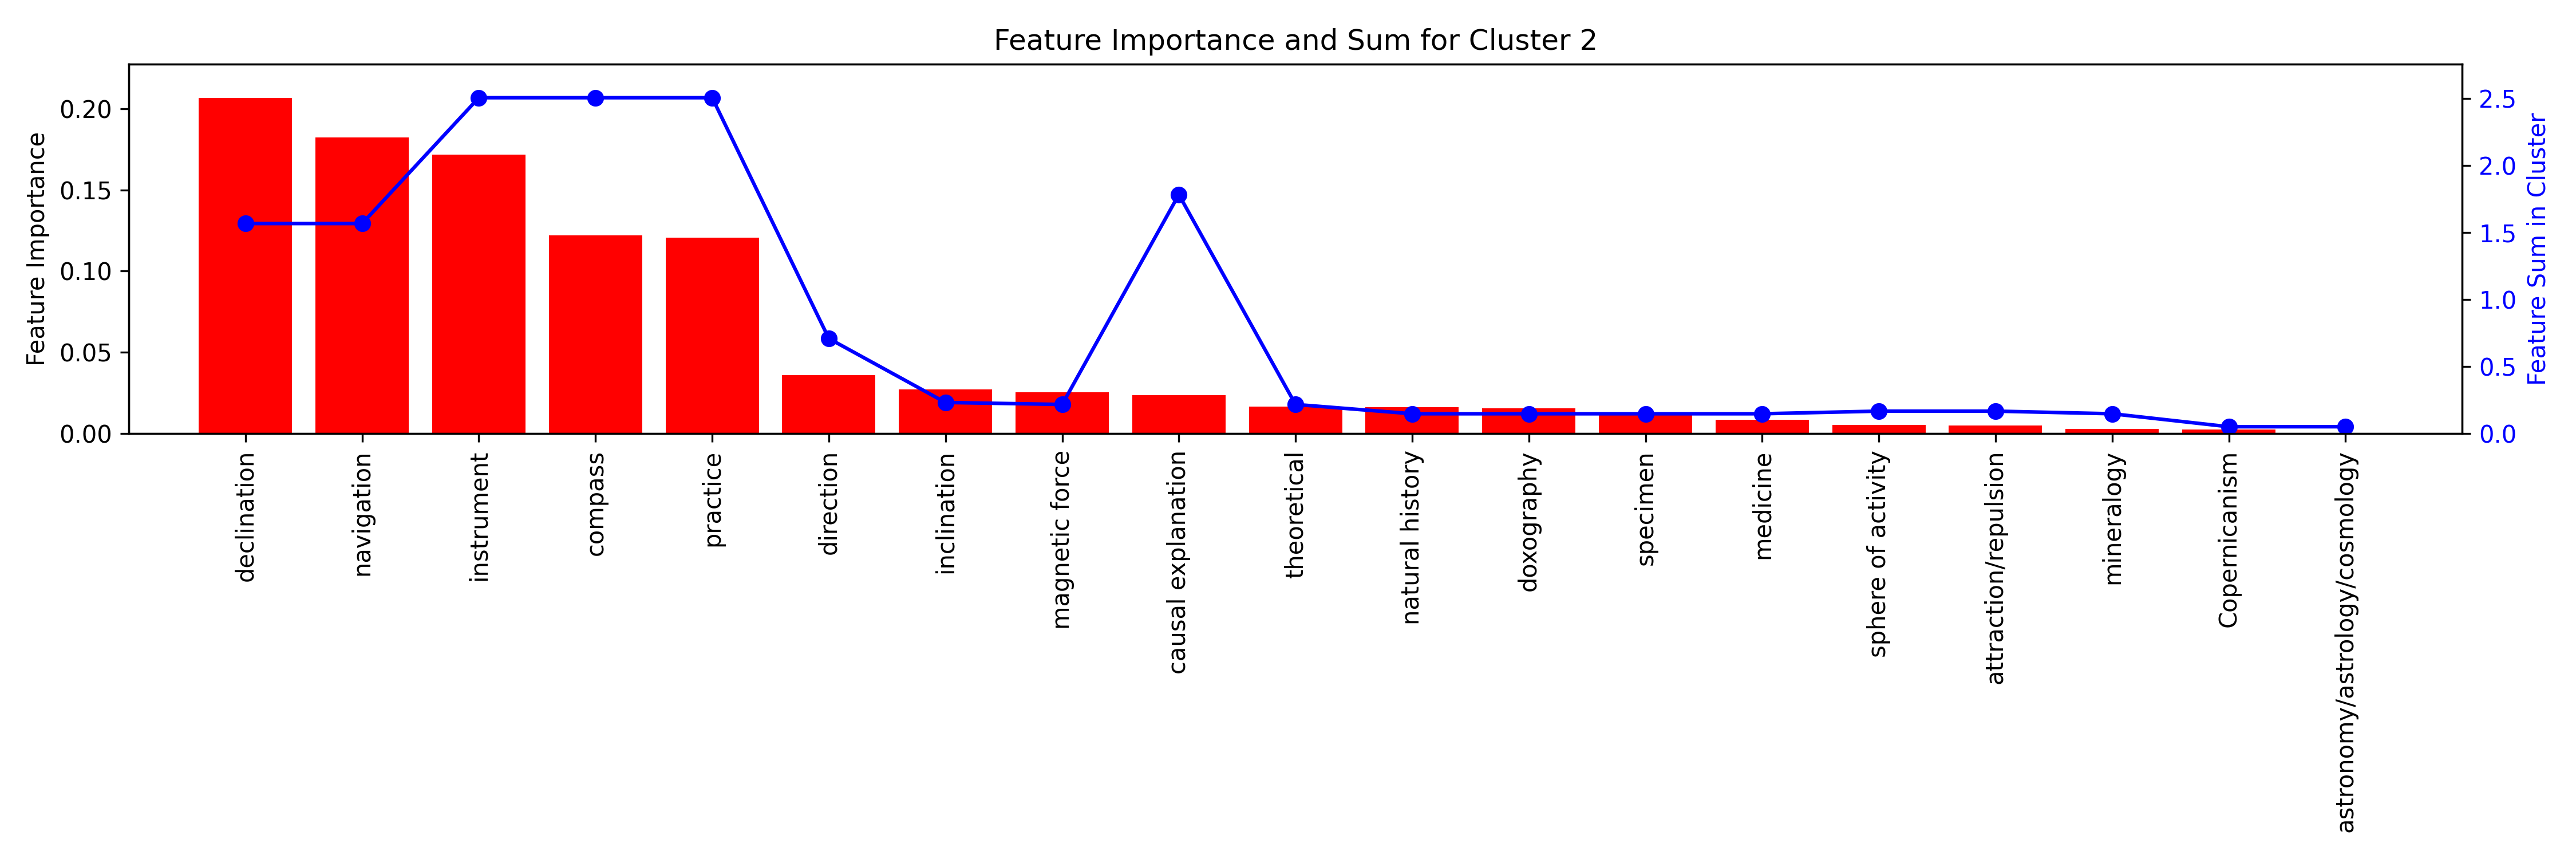 Feature Importance and Sum for Cluster 2
Feature Importance
0.20
0.15
0.10
0.05
0.00
declination
navigation
instrument
compass
practice
direction
inclination
magnetic force
causal explanation
theoretical
natural history
doxography
specimen
medicine
sphere of activity
attraction/repulsion
mineralogy
Copernicanism
astronomy/astrology/cosmology
2.5
2.0
1.5
1.0
0.5
0.0
Feature Sum in Cluster